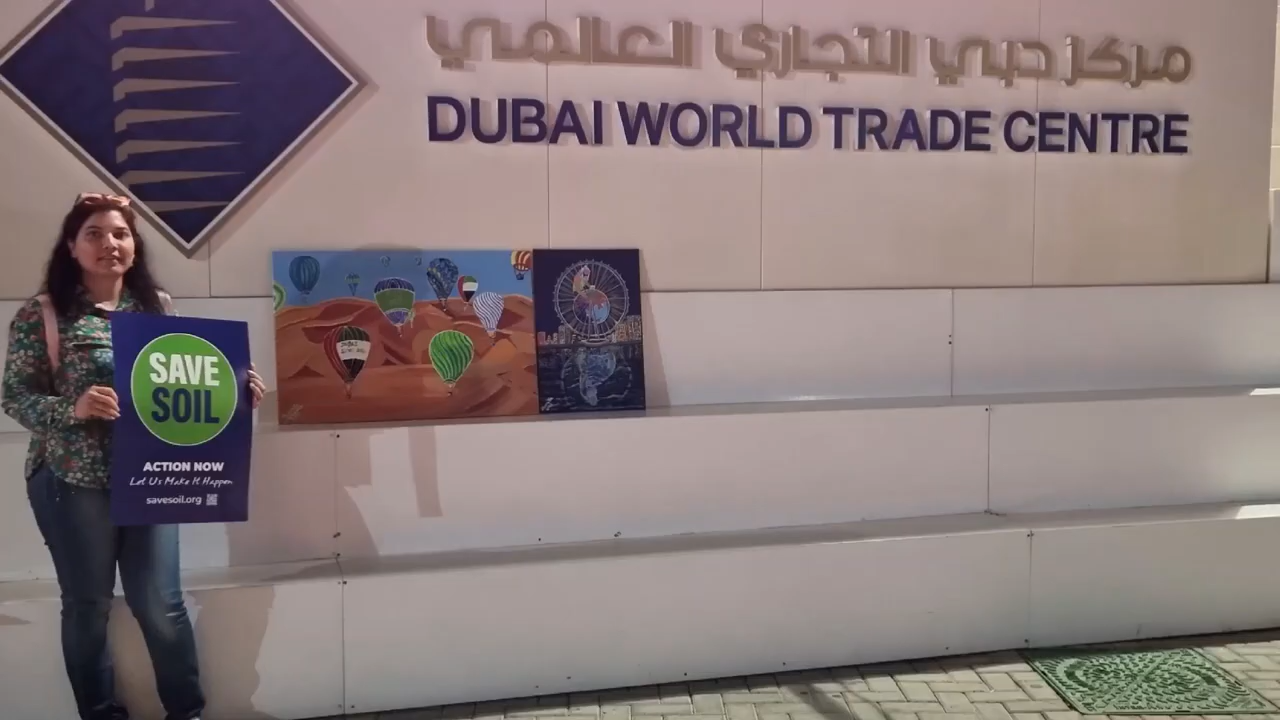 مركز دبي التجاري العالمي
DUBAI WORLD TRADE CENTRE
SAVE
SOIL
ACTION NOW
Let Us Make It Happen
savesoil.org